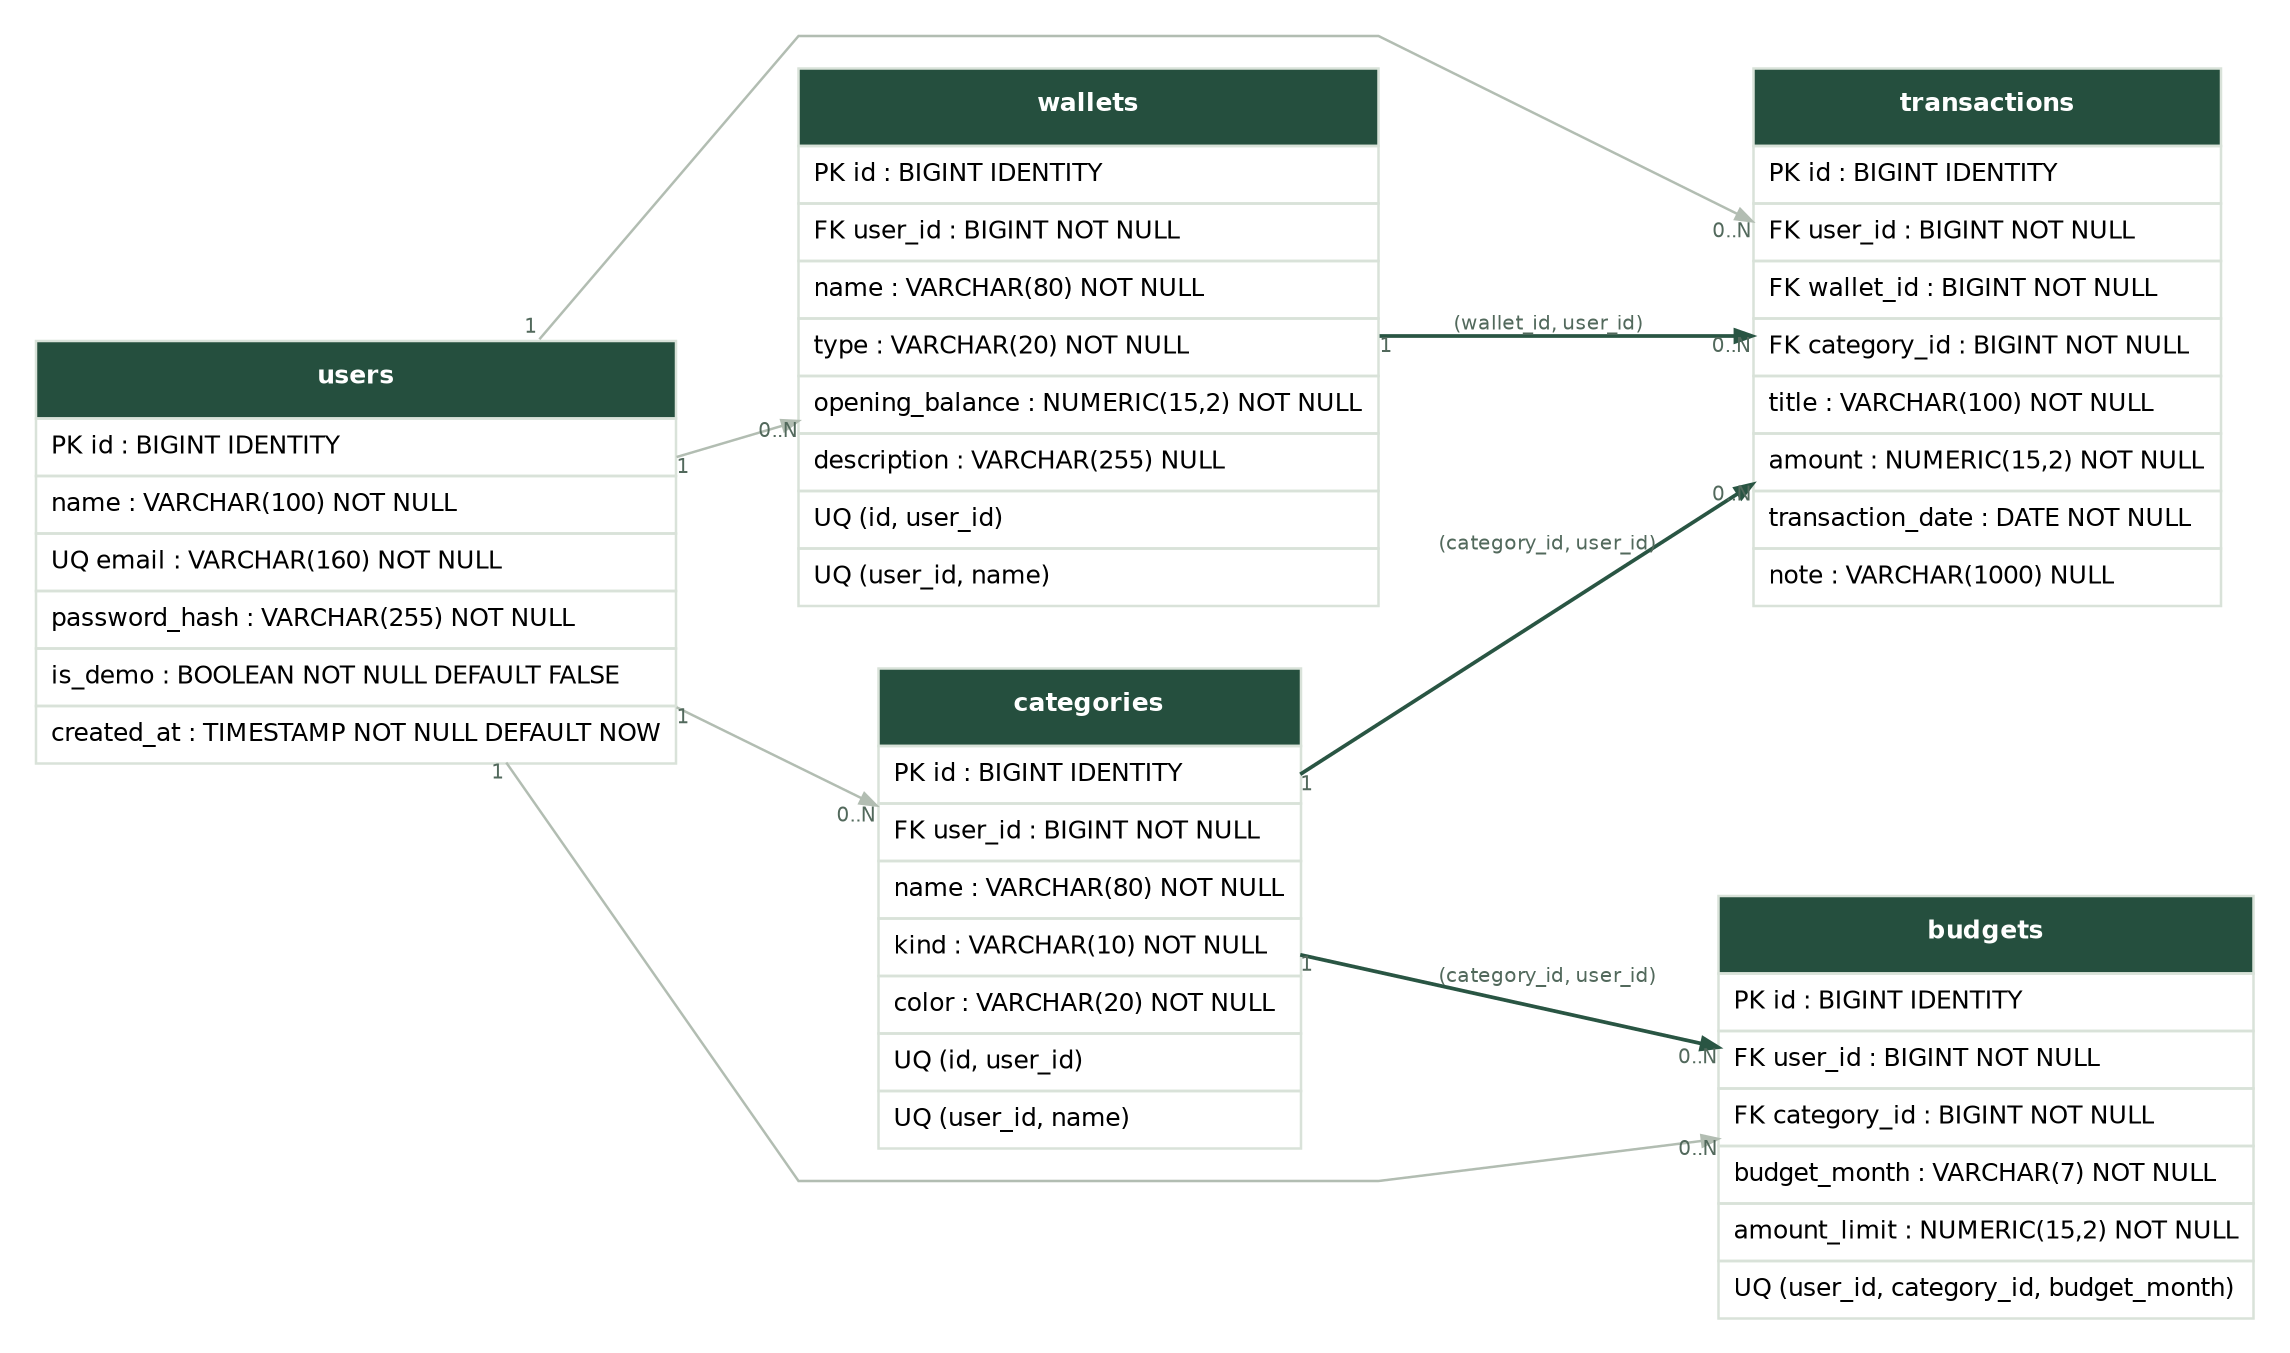 users
PK id : BIGINT IDENTITY
name : VARCHAR(100) NOT NULL
UQ email : VARCHAR(160) NOT NULL
password_hash : VARCHAR(255) NOT NULL
is_demo : BOOLEAN NOT NULL DEFAULT FALSE
created_at : TIMESTAMP NOT NULL DEFAULT NOW
1
1
1
1
wallets
PK id : BIGINT IDENTITY
FK user_id : BIGINT NOT NULL
name : VARCHAR(80) NOT NULL
type : VARCHAR(20) NOT NULL
opening_balance : NUMERIC(15,2) NOT NULL
description : VARCHAR(255) NULL
UQ (id, user_id)
UQ (user_id, name)
0..N
1
(wallet_id, user_id)
categories
PK id : BIGINT IDENTITY
FK user_id : BIGINT NOT NULL
name : VARCHAR(80) NOT NULL
kind : VARCHAR(10) NOT NULL
color : VARCHAR(20) NOT NULL
UQ (id, user_id)
UQ (user_id, name)
0..N
1
1
(category_id, user_id)
(category_id, user_id)
transactions
PK id : BIGINT IDENTITY
FK user_id : BIGINT NOT NULL
FK wallet_id : BIGINT NOT NULL
FK category_id : BIGINT NOT NULL
title : VARCHAR(100) NOT NULL
amount : NUMERIC(15,2) NOT NULL
transaction_date : DATE NOT NULL
note : VARCHAR(1000) NULL
0..N
0..N
0..N
budgets
PK id : BIGINT IDENTITY
FK user_id : BIGINT NOT NULL
FK category_id : BIGINT NOT NULL
budget_month : VARCHAR(7) NOT NULL
amount_limit : NUMERIC(15,2) NOT NULL
UQ (user_id, category_id, budget_month)
0..N
0..N